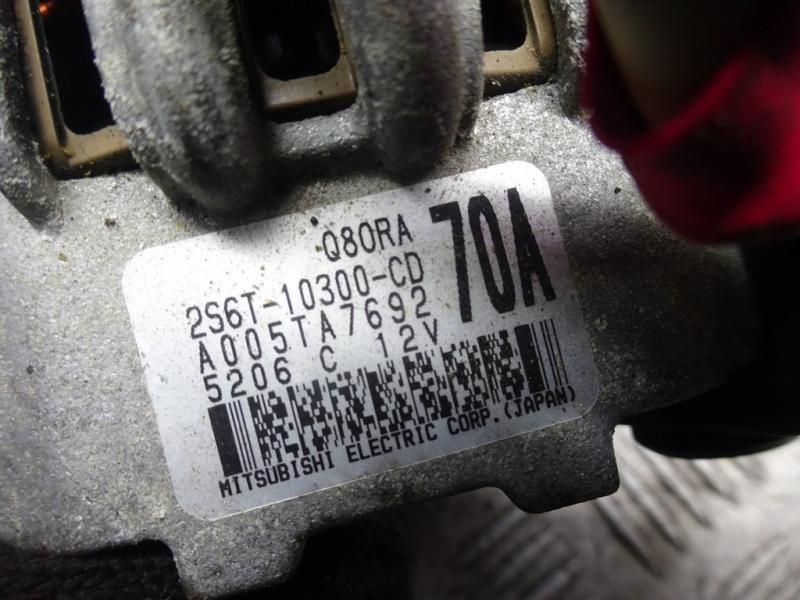 Q80RA 70A
2S6T-10300-CD
A005TA7692
5206 C 12V
MITSUBISHI ELECTRIC CORP.(JAPAN)